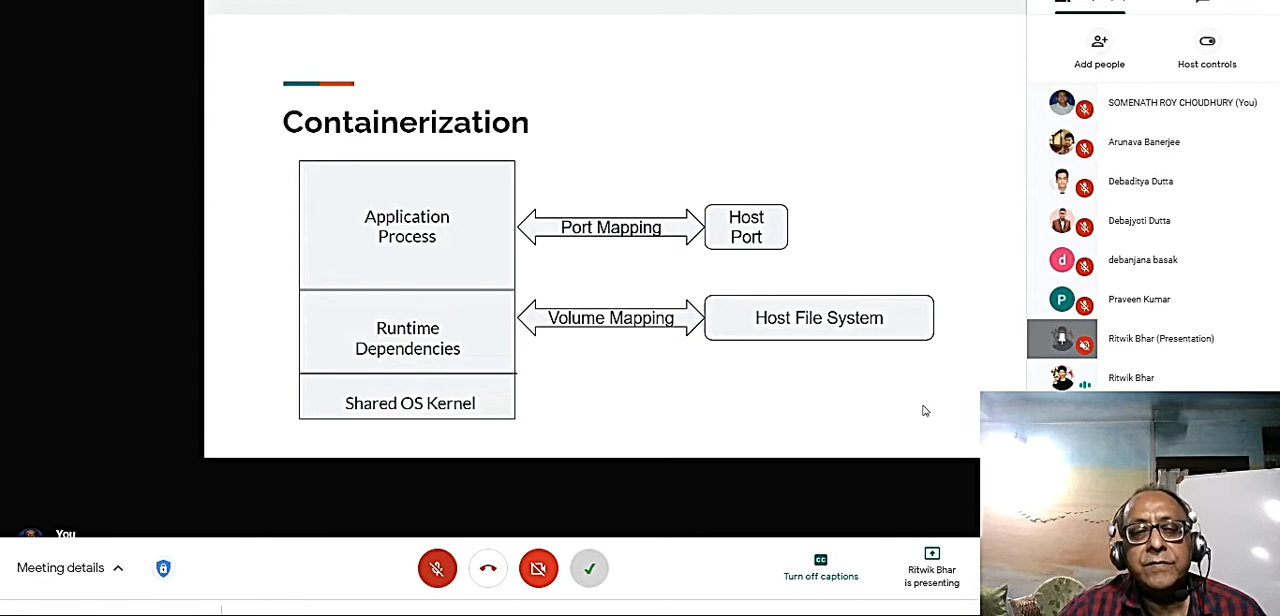 Containerization
Application
Process
Port Mapping
Host
Port
Runtime
Dependencies
Volume Mapping
Host File System
Shared OS Kernel
Add people
Host controls
SOMENATH ROY CHOUDHURY (You)
Arunava Banerjee
Debaditya Dutta
Debajyoti Dutta
d
debanjana basak
P
Praveen Kumar
Ritwik Bhar (Presentation)
Ritwik Bhar
You
Meeting details
CC
Turn off captions
Ritwik Bhar
is presenting